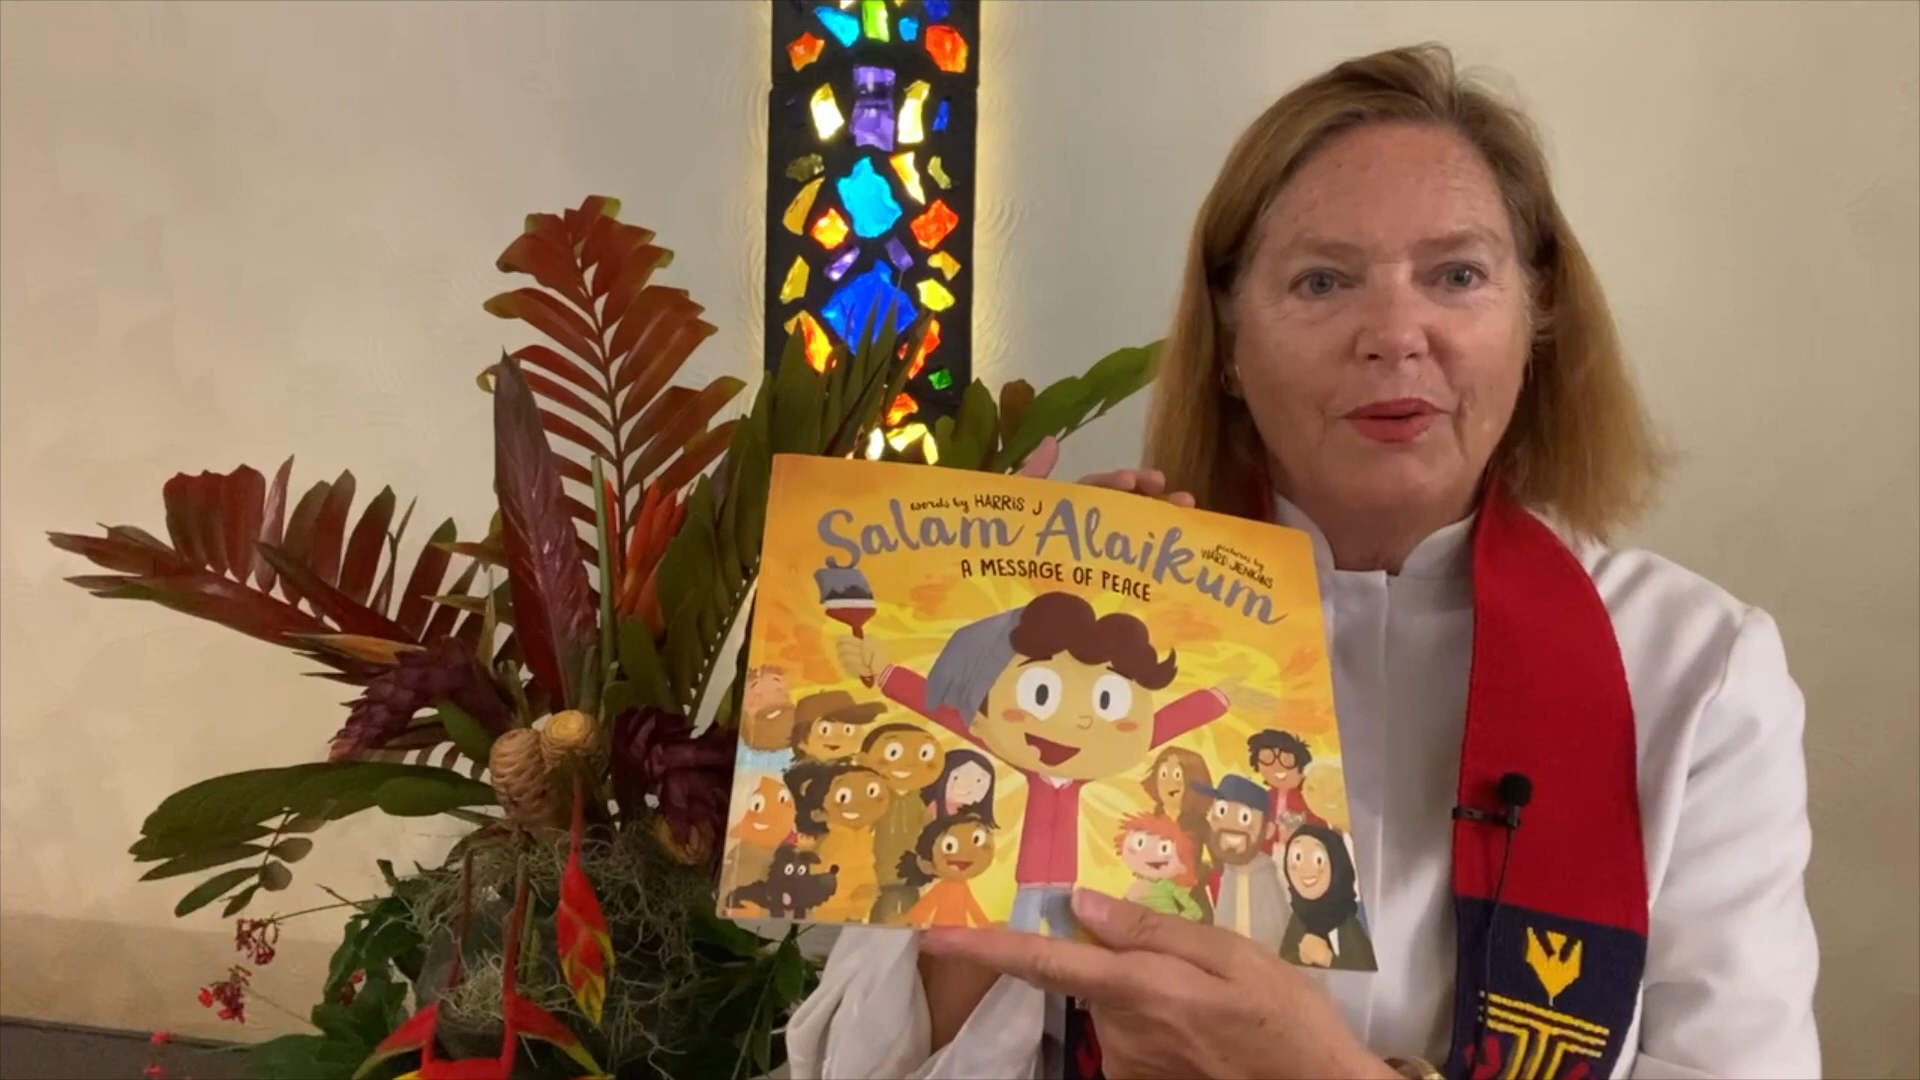 words by HARRIS J
Salam Alaikum
pictures by
WARD JENKINS
A MESSAGE OF PEACE